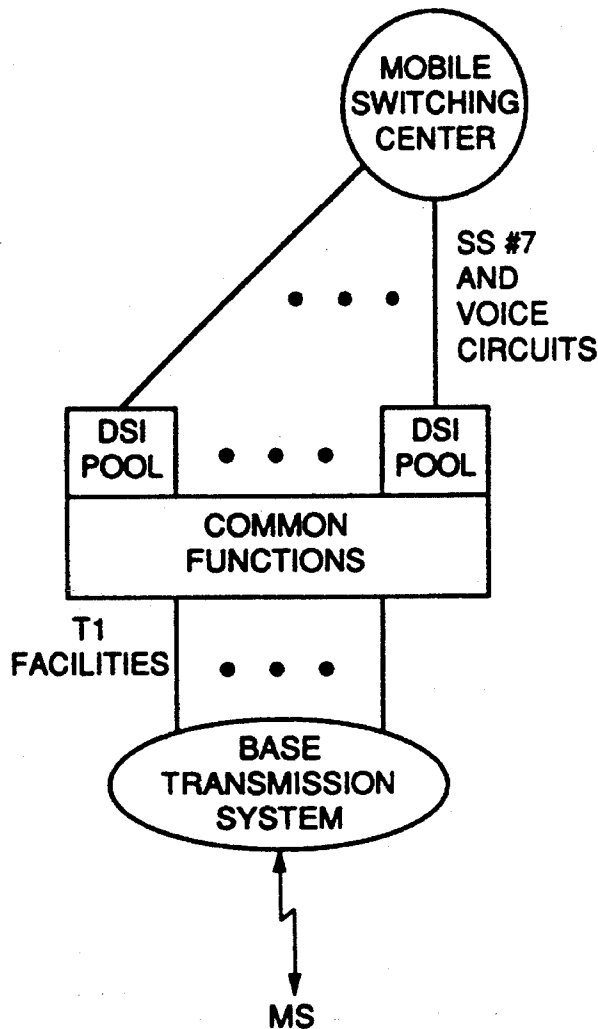 MOBILE
SWITCHING
CENTER
SS #7
AND
VOICE
CIRCUITS
DSI
POOL
DSI
POOL
COMMON
FUNCTIONS
T1
FACILITIES
BASE
TRANSMISSION
SYSTEM
MS